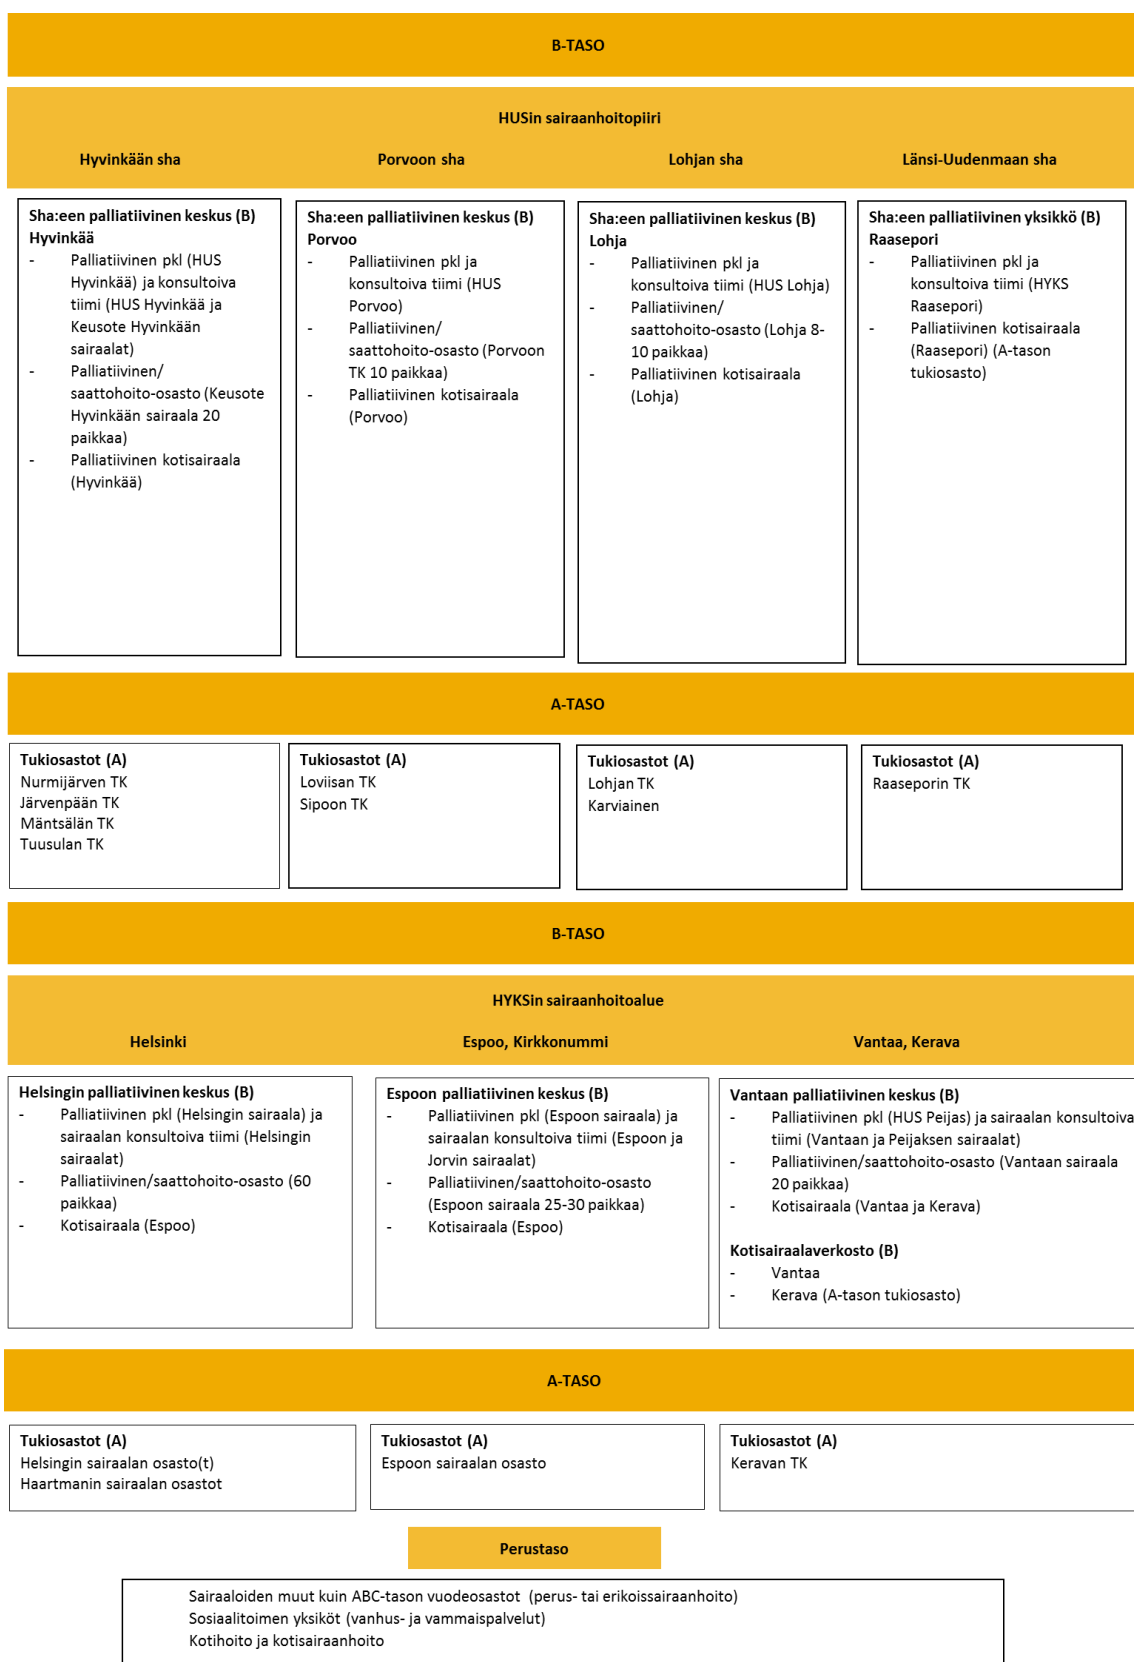 B-TASO
HUSin sairaanhoitopiiri
Hyvinkään sha
Porvoon sha
Lohjan sha
Länsi-Uudenmaan sha
Sha:een palliatiivinen keskus (B)
Hyvinkää
- Palliatiivinen pkl (HUS
Hyvinkää) ja konsultoiva
tiimi (HUS Hyvinkää ja
Keusote Hyvinkään
sairaalat)
- Palliatiivinen/
saattohoito-osasto (Keusote
Hyvinkään sairaala 20
paikkaa)
- Palliatiivinen kotisairaala
(Hyvinkää)
Sha:een palliatiivinen keskus (B)
Porvoo
- Palliatiivinen pkl ja
konsultoiva tiimi (HUS
Porvoo)
- Palliatiivinen/
saattohoito-osasto (Porvoon
TK 10 paikkaa)
- Palliatiivinen kotisairaala
(Porvoo)
Sha:een palliatiivinen keskus (B)
Lohja
- Palliatiivinen pkl ja
konsultoiva tiimi (HUS Lohja)
- Palliatiivinen/
saattohoito-osasto (Lohja 8-
10 paikkaa)
- Palliatiivinen kotisairaala
(Lohja)
Sha:een palliatiivinen yksikkö (B)
Raasepori
- Palliatiivinen pkl ja
konsultoiva tiimi (HYKS
Raasepori)
- Palliatiivinen kotisairaala
(Raasepori) (A-tason
tukiosasto)
A-TASO
Tukiosastot (A)
Nurmijärven TK
Järvenpään TK
Mäntsälän TK
Tuusulan TK
Tukiosastot (A)
Loviisan TK
Sipoon TK
Tukiosastot (A)
Lohjan TK
Karviainen
Tukiosastot (A)
Raaseporin TK
B-TASO
HYKSin sairaanhoitoalue
Helsinki
Espoo, Kirkkonummi
Vantaa, Kerava
Helsingin palliatiivinen keskus (B)
- Palliatiivinen pkl (Helsingin sairaala) ja
sairaalan konsultoiva tiimi (Helsingin
sairaalat)
- Palliatiivinen/saattohoito-osasto (60
paikkaa)
- Kotisairaala (Espoo)
Espoon palliatiivinen keskus (B)
- Palliatiivinen pkl (Espoon sairaala) ja
sairaalan konsultoiva tiimi (Espoon ja
Jorvin sairaalat)
- Palliatiivinen/saattohoito-osasto
(Espoon sairaala 25-30 paikkaa)
- Kotisairaala (Espoo)
Vantaan palliatiivinen keskus (B)
- Palliatiivinen pkl (HUS Peijas) ja sairaalan konsultoiva
tiimi (Vantaan ja Peijaksen sairaalat)
- Palliatiivinen/saattohoito-osasto (Vantaan sairaala
20 paikkaa)
- Kotisairaala (Vantaa ja Kerava)
Kotisairaalaverkosto (B)
- Vantaa
- Kerava (A-tason tukiosasto)
A-TASO
Tukiosastot (A)
Helsingin sairaalan osasto(t)
Haartmanin sairaalan osastot
Tukiosastot (A)
Espoon sairaalan osasto
Tukiosastot (A)
Keravan TK
Perustaso
Sairaaloiden muut kuin ABC-tason vuodeosastot (perus- tai erikoissairaanhoito)
Sosiaalitoimen yksiköt (vanhus- ja vammaispalvelut)
Kotihoito ja kotisairaanhoito